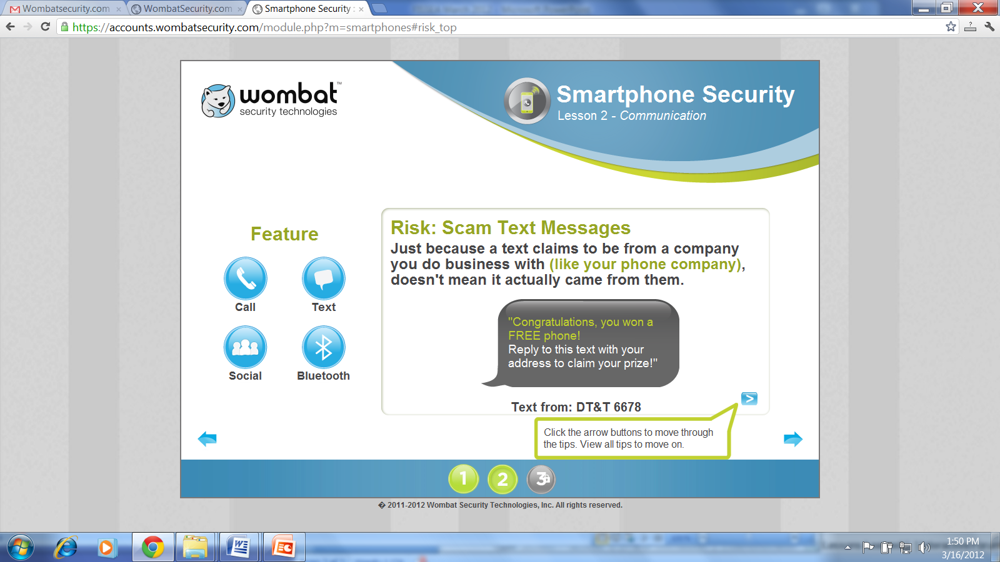 Wombatsecurity.com
WombatSecurity.com
Smartphone Security :
https://accounts.wombatsecurity.com/module.php?m=smartphones#risk_top
wombat™
security technologies
Smartphone Security
Lesson 2 - Communication
Feature
Call
Text
Social
Bluetooth
Risk: Scam Text Messages
Just because a text claims to be from a company
you do business with (like your phone company),
doesn't mean it actually came from them.
"Congratulations, you won a
FREE phone!
Reply to this text with your
address to claim your prize!"
Text from: DT&T 6678
>
Click the arrow buttons to move through
the tips. View all tips to move on.
1
2
3
� 2011-2012 Wombat Security Technologies, Inc. All rights reserved.
1:50 PM
3/16/2012